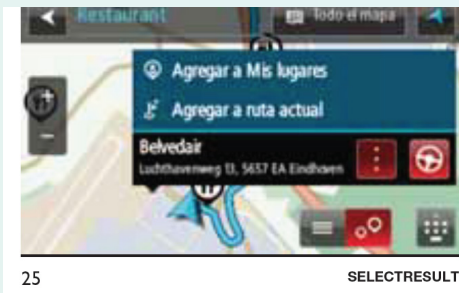 Restaurant
Todo el mapa
Agregar a Mis lugares
Agregar a ruta actual
Belvedair
Luchthavenweg 13, 5657 EA Eindhoven
25
SELECTRESULT